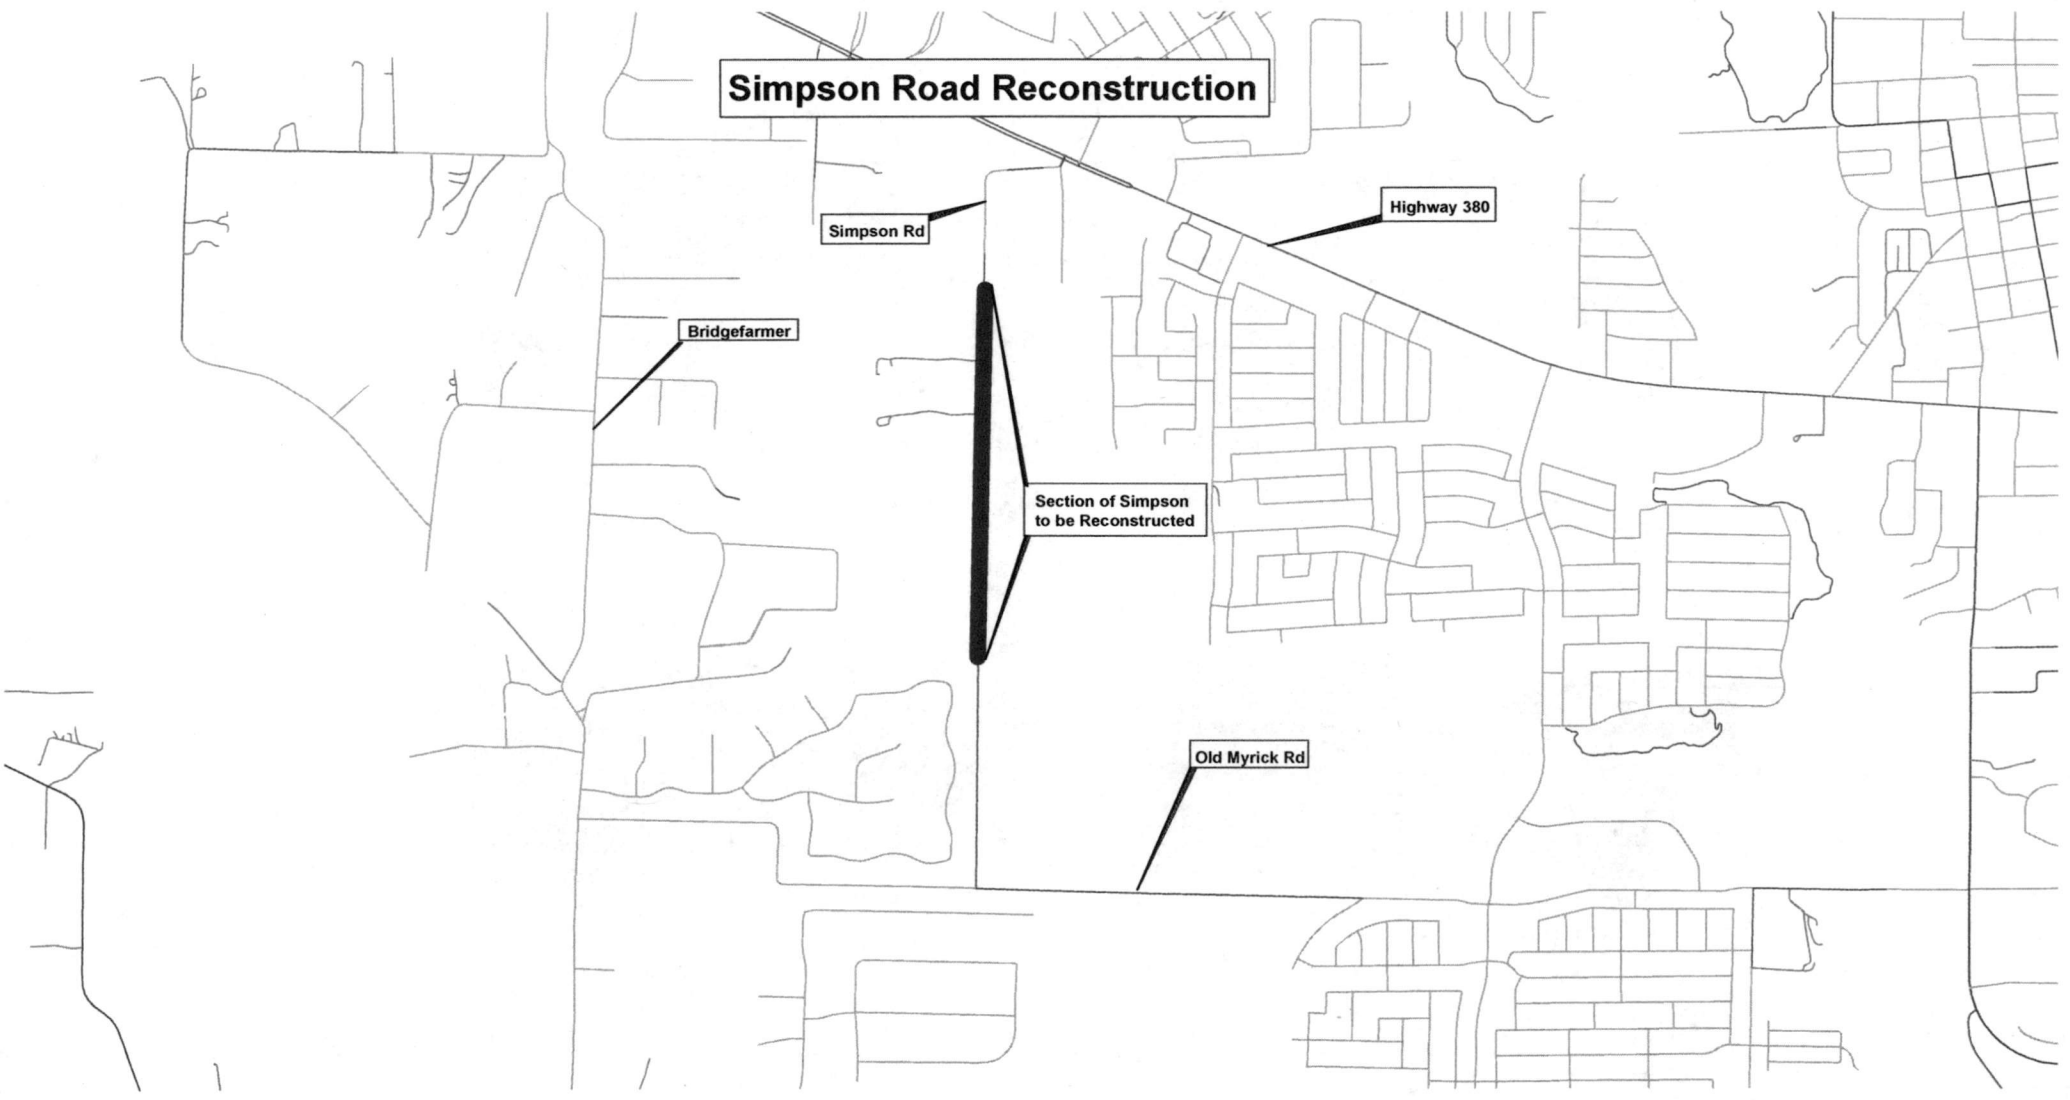 Simpson Road Reconstruction
Highway 380
Simpson Rd
Bridgefarmer
Section of Simpson
to be Reconstructed
Old Myrick Rd